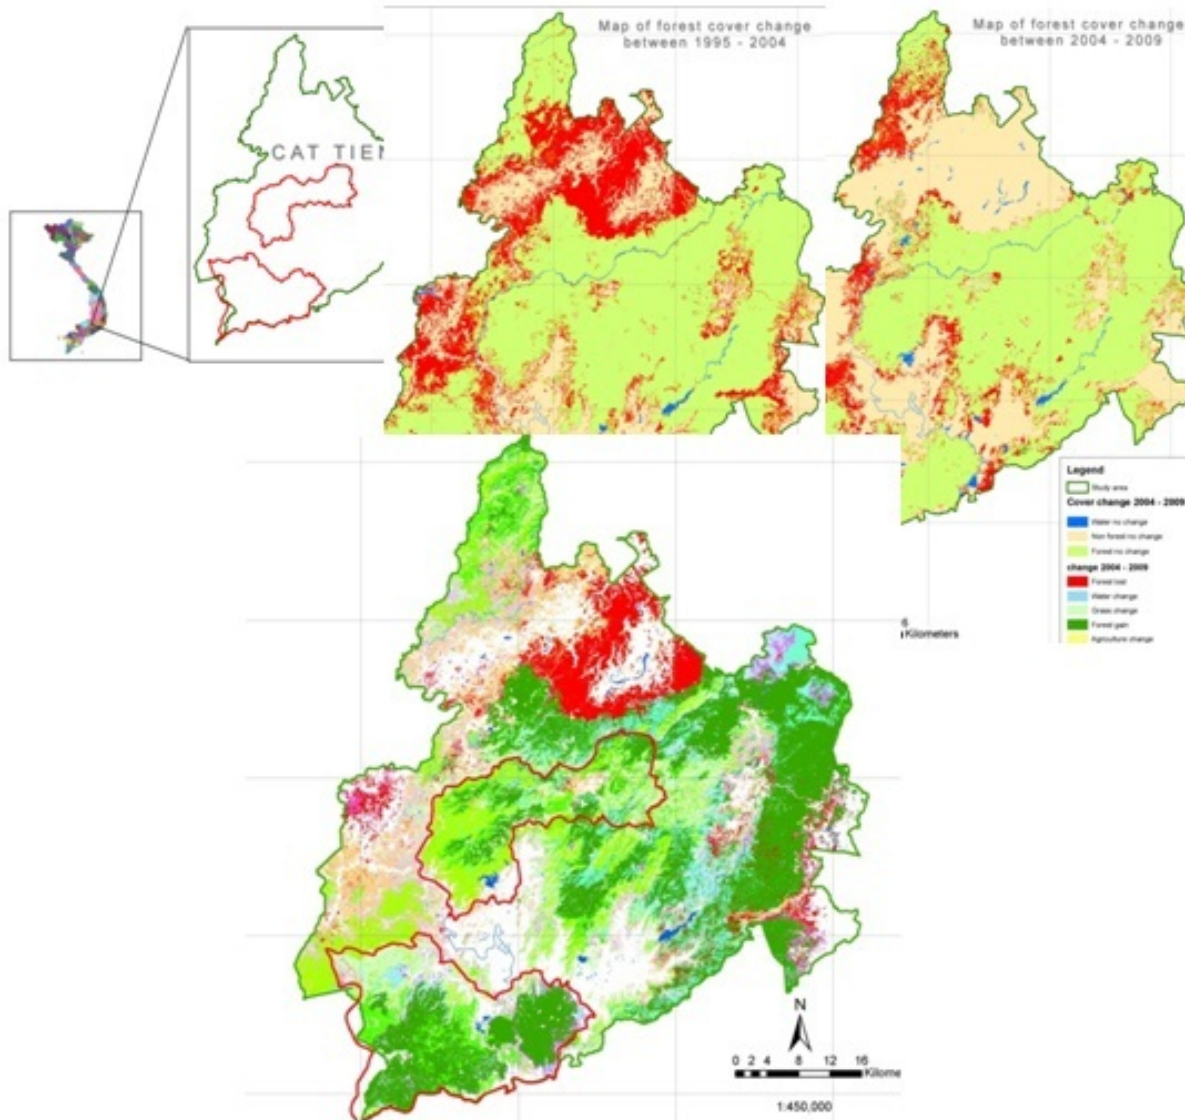 Map of forest cover change
between 1995 - 2004
Map of forest cover change
between 2004 - 2009
CAT TIEN
Legend
Study area
Cover change 2004 - 2009
Water no change
Non forest no change
Forest no change
change 2004 - 2009
Forest lost
Water change
Grass change
Forest gain
Agriculture change
Kilometers
N
0 2 4 8 12 16
Kilome
1:450,000